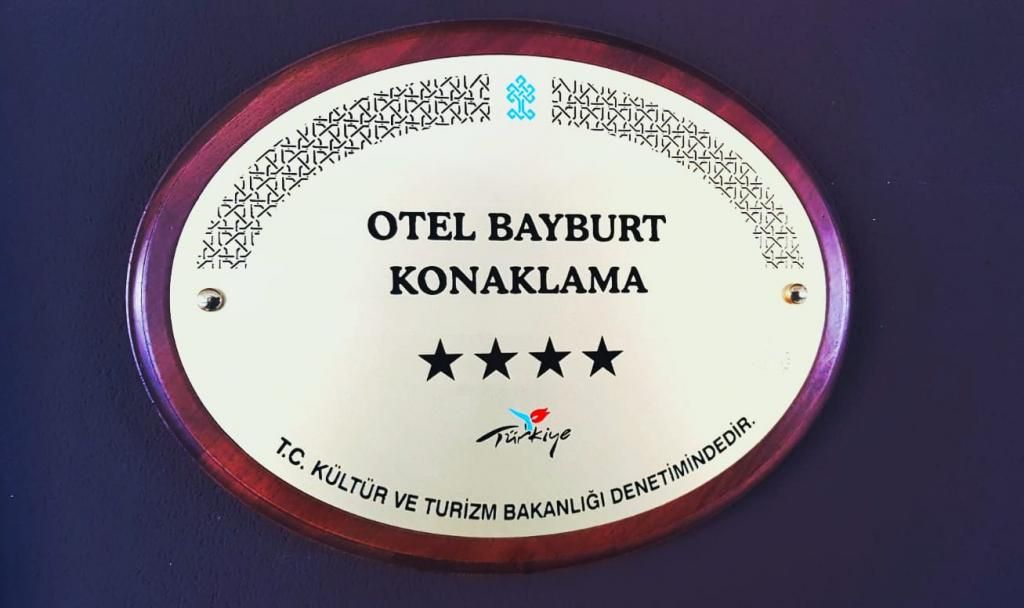 OTEL BAYBURT
KONAKLAMA
Türkiye
T.C. KÜLTÜR VE TURİZM BAKANLIĞI DENETİMİNDEDİR.